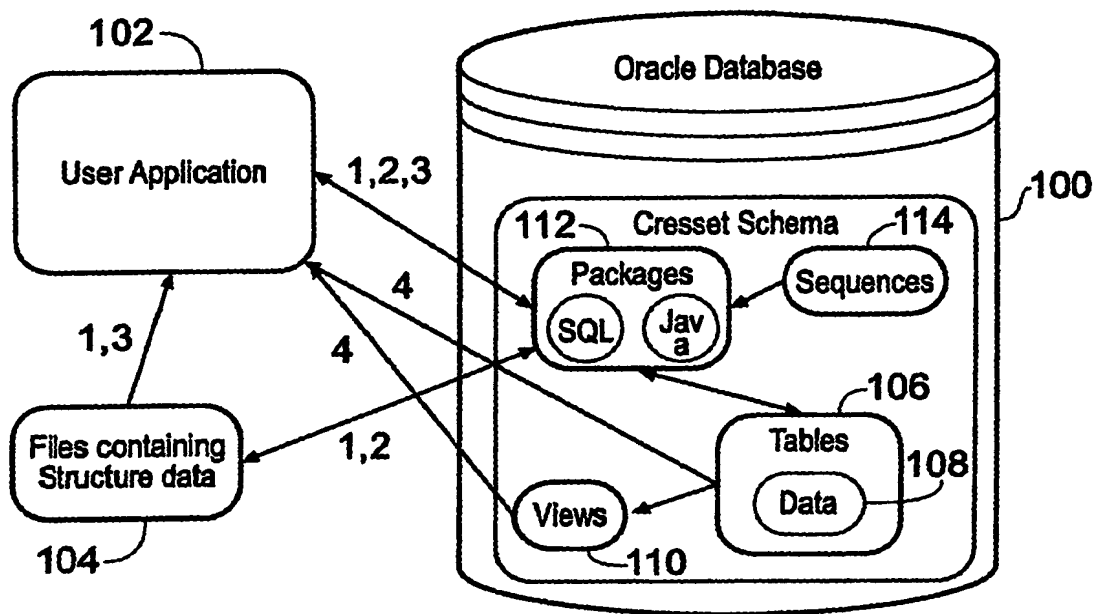 102
Oracle Database
User Application
1,2,3
100
Cresset Schema
112
114
Packages
Sequences
SQL
Jav
a
4
1,3
4
106
Files containing
Structure data
1,2
Tables
108
Data
Views
104
110